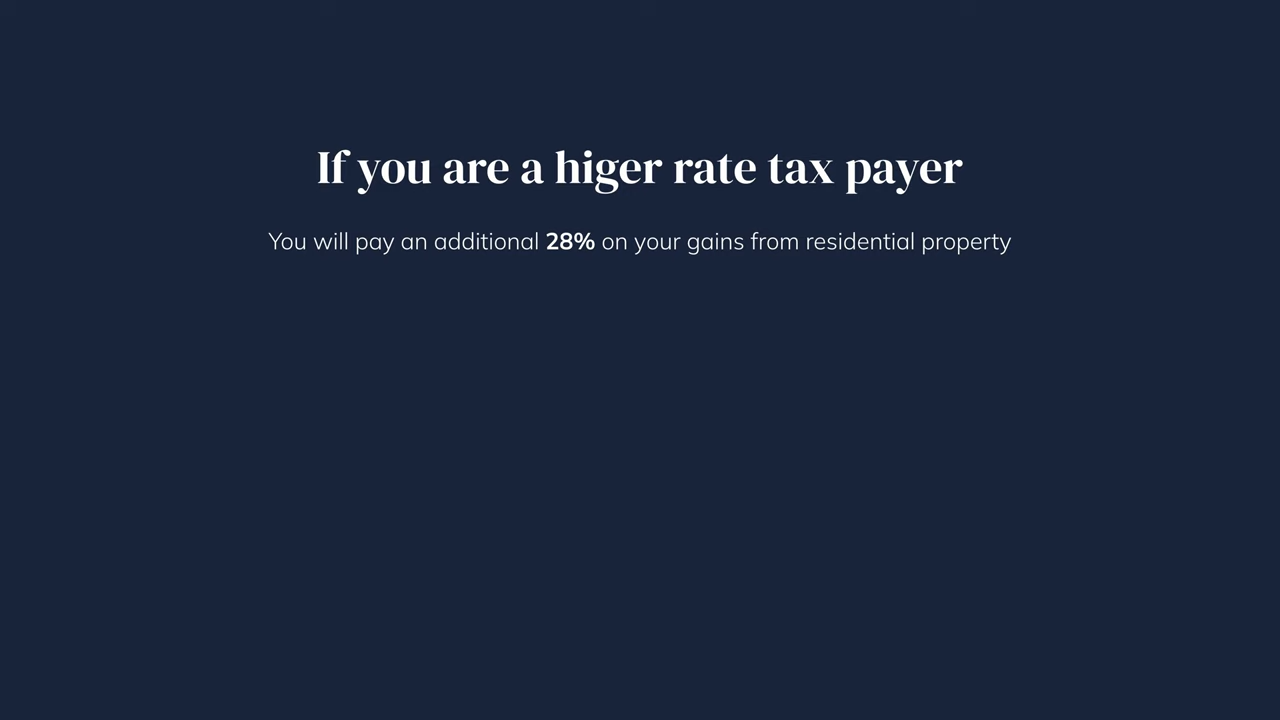 If you are a higer rate tax payer
You will pay an additional 28% on your gains from residential property